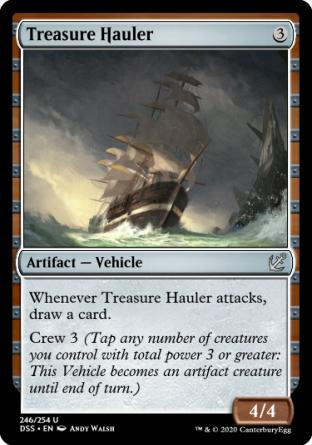 Treasure Hauler 3
Artifact — Vehicle
Whenever Treasure Hauler attacks,
draw a card.
Crew 3 (Tap any number of creatures
you control with total power 3 or greater:
This Vehicle becomes an artifact creature
until end of turn.)
4/4
246/254 U
DSS • EN Andy Walsh ™ & © 2020 CanterburyEgg